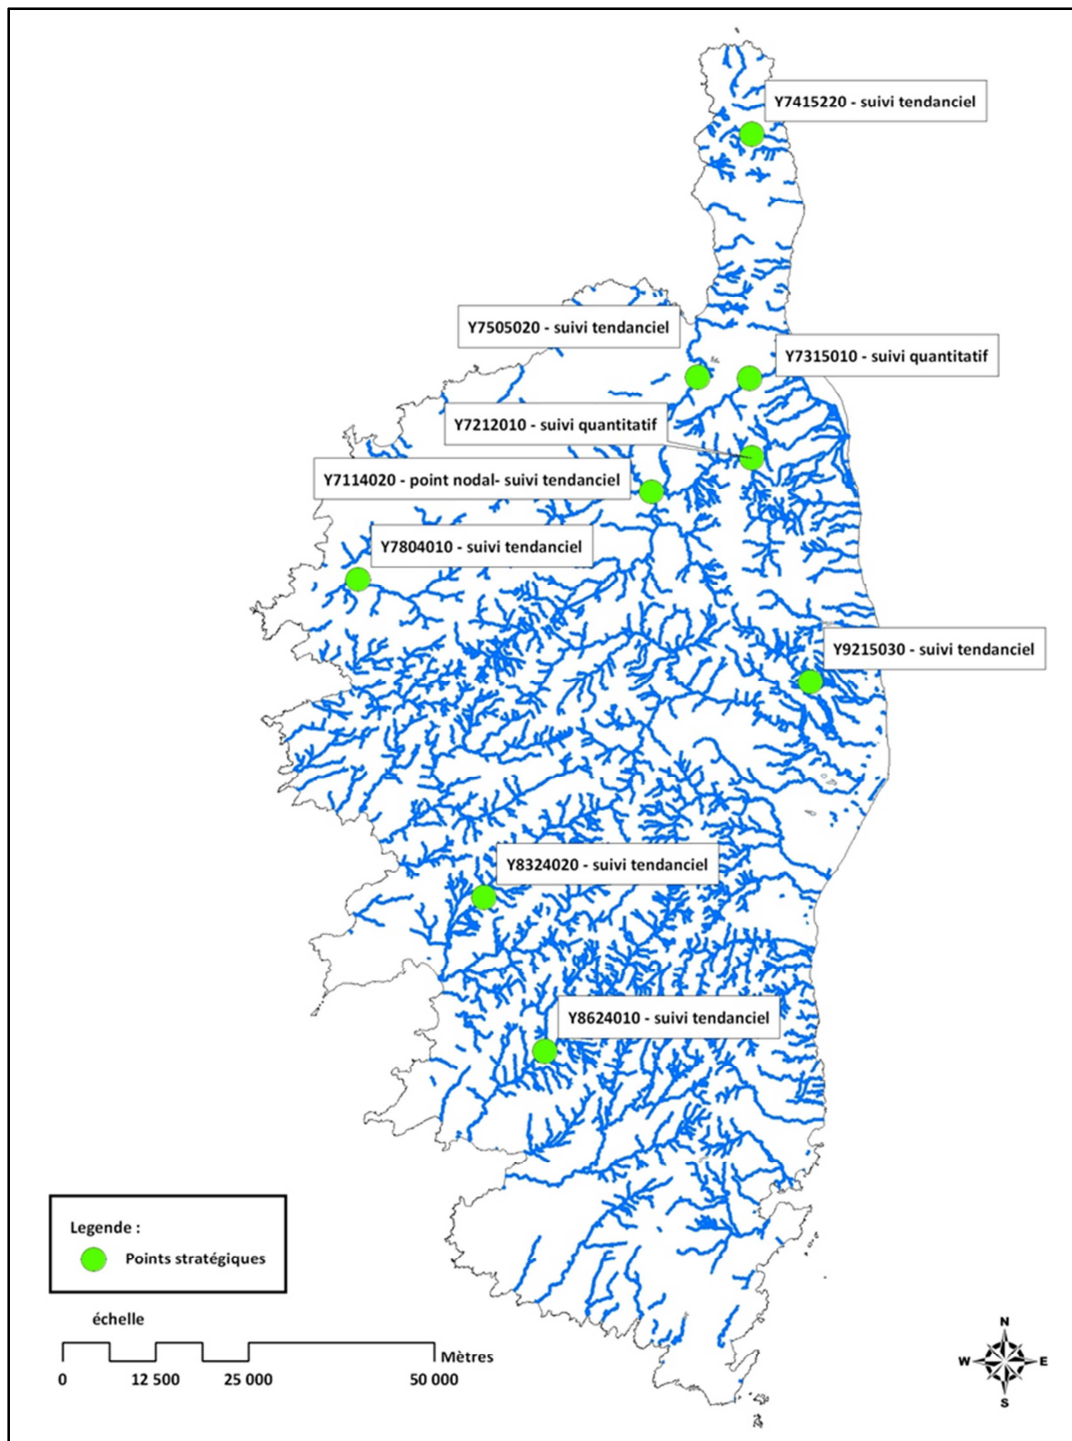 Y7415220 - suivi tendanciel
Y7505020 - suivi tendanciel
Y7315010 - suivi quantitatif
Y7212010 - suivi quantitatif
Y7114020 - point nodal- suivi tendanciel
Y7804010 - suivi tendanciel
Y9215030 - suivi tendanciel
Y8324020 - suivi tendanciel
Y8624010 - suivi tendanciel
Legende :
Points stratégiques
échelle
Mètres
0 12 500 25 000 50 000
N
W E
S